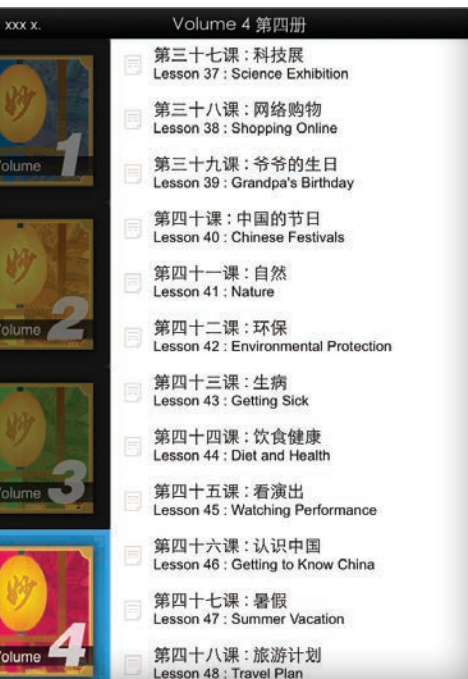 xxx x.
Volume 4 第四册
妙
Volume 1
妙
Volume 2
妙
Volume 3
妙
Volume 4
第三十七课：科技展
Lesson 37 : Science Exhibition
第三十八课：网络购物
Lesson 38 : Shopping Online
第三十九课：爷爷的生日
Lesson 39 : Grandpa's Birthday
第四十课：中国的节日
Lesson 40 : Chinese Festivals
第四十一课：自然
Lesson 41 : Nature
第四十二课：环保
Lesson 42 : Environmental Protection
第四十三课：生病
Lesson 43 : Getting Sick
第四十四课：饮食健康
Lesson 44 : Diet and Health
第四十五课：看演出
Lesson 45 : Watching Performance
第四十六课：认识中国
Lesson 46 : Getting to Know China
第四十七课：暑假
Lesson 47 : Summer Vacation
第四十八课：旅游计划
Lesson 48 : Travel Plan